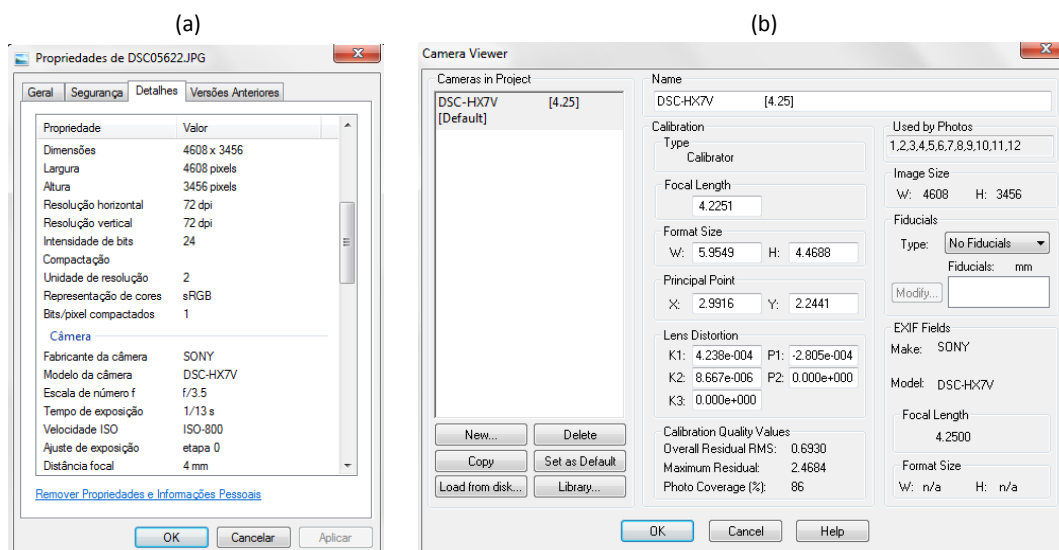 (a)
Propriedades de DSC05622.JPG
Geral Segurança Detalhes Versões Anteriores
Propriedade Valor
Dimensões 4608 x 3456
Largura 4608 pixels
Altura 3456 pixels
Resolução horizontal 72 dpi
Resolução vertical 72 dpi
Intensidade de bits 24
Compactação
Unidade de resolução 2
Representação de cores sRGB
Bits/pixel compactados 1
Câmera
Fabricante da câmera SONY
Modelo da câmera DSC-HX7V
Escala de número f f/3.5
Tempo de exposição 1/13 s
Velocidade ISO ISO-800
Ajuste de exposição etapa 0
Distância focal 4 mm
Remover Propriedades e Informações Pessoais
OK Cancelar Aplicar
(b)
Camera Viewer
Cameras in Project
DSC-HX7V [4.25]
[Default]
New... Delete
Copy Set as Default
Load from disk... Library...
Name
DSC-HX7V [4.25]
Calibration
Type
Calibrator
Focal Length
4.2251
Format Size
W: 5.9549 H: 4.4688
Principal Point
X: 2.9916 Y: 2.2441
Lens Distortion
K1: 4.238e-004 P1: -2.805e-004
K2: 8.667e-006 P2: 0.000e+000
K3: 0.000e+000
Calibration Quality Values
Overall Residual RMS: 0.6930
Maximum Residual: 2.4684
Photo Coverage (%): 86
Used by Photos
1,2,3,4,5,6,7,8,9,10,11,12
Image Size
W: 4608 H: 3456
Fiducials
Type: No Fiducials
Fiducials: mm
Modify...
EXIF Fields
Make: SONY
Model: DSC-HX7V
Focal Length
4.2500
Format Size
W: n/a H: n/a
OK Cancel Help